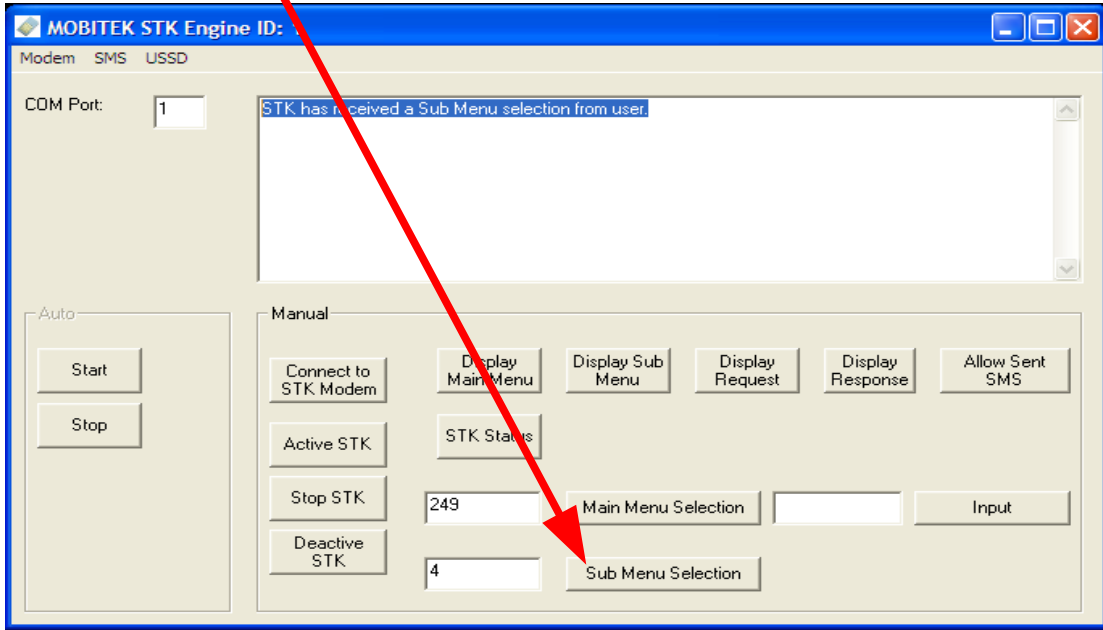 MOBITEK STK Engine ID: 1
Modem SMS USSD
COM Port: 1
STK has received a Sub Menu selection from user.
Auto
Start
Stop
Manual
Connect to
STK Modem
Display
Main Menu
Display Sub
Menu
Display
Request
Display
Response
Allow Sent
SMS
Active STK
STK Status
Stop STK
249
Main Menu Selection
Input
Deactive
STK
4
Sub Menu Selection